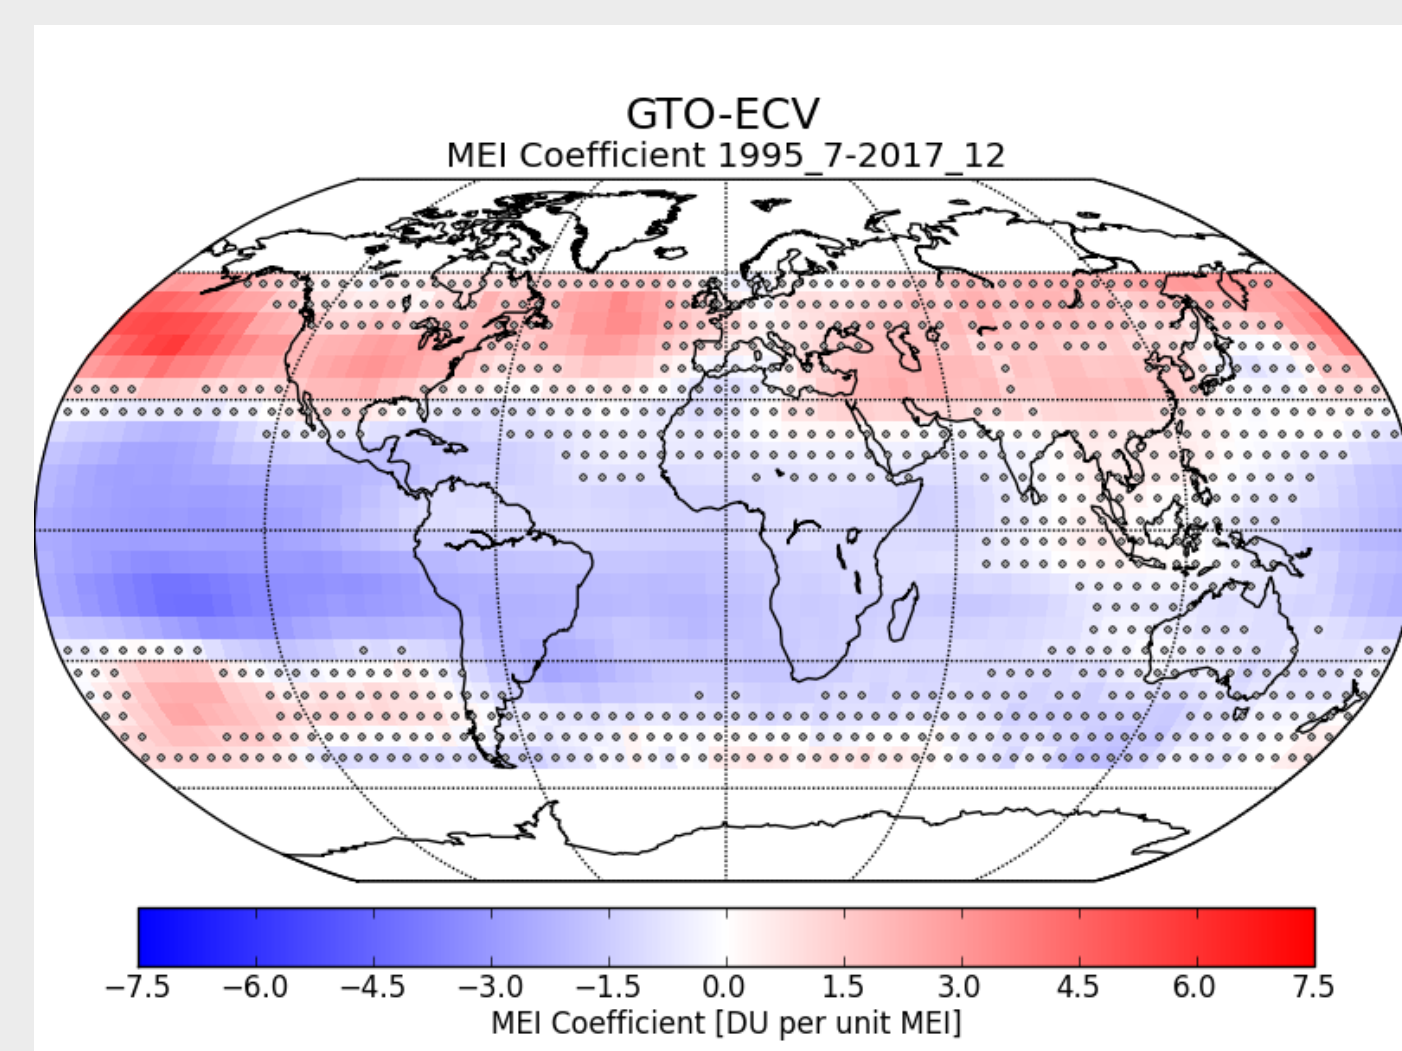 GTO-ECV
MEI Coefficient 1995_7-2017_12
−7.5 −6.0 −4.5 −3.0 −1.5 0.0 1.5 3.0 4.5 6.0 7.5
MEI Coefficient [DU per unit MEI]